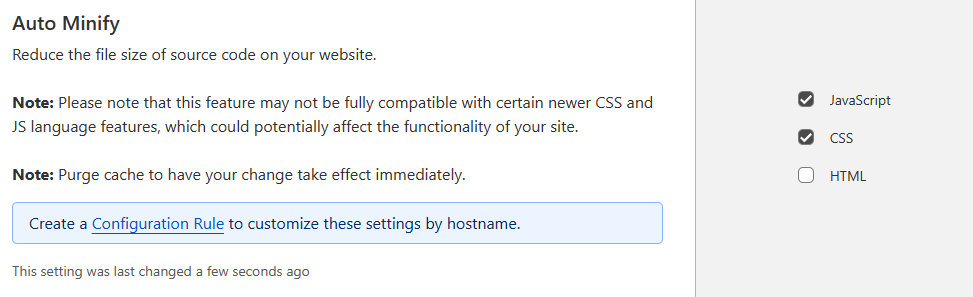 Auto Minify
Reduce the file size of source code on your website.
Note: Please note that this feature may not be fully compatible with certain newer CSS and
JS language features, which could potentially affect the functionality of your site.
Note: Purge cache to have your change take effect immediately.
Create a Configuration Rule to customize these settings by hostname.
This setting was last changed a few seconds ago
JavaScript
CSS
HTML